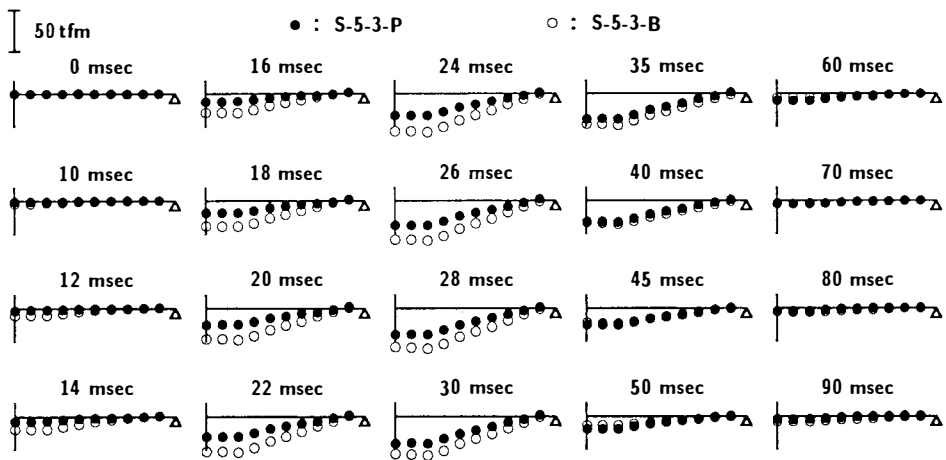 50 tfm
● : S-5-3-P
○ : S-5-3-B
0 msec
16 msec
24 msec
35 msec
60 msec
10 msec
18 msec
26 msec
40 msec
70 msec
12 msec
20 msec
28 msec
45 msec
80 msec
14 msec
22 msec
30 msec
50 msec
90 msec